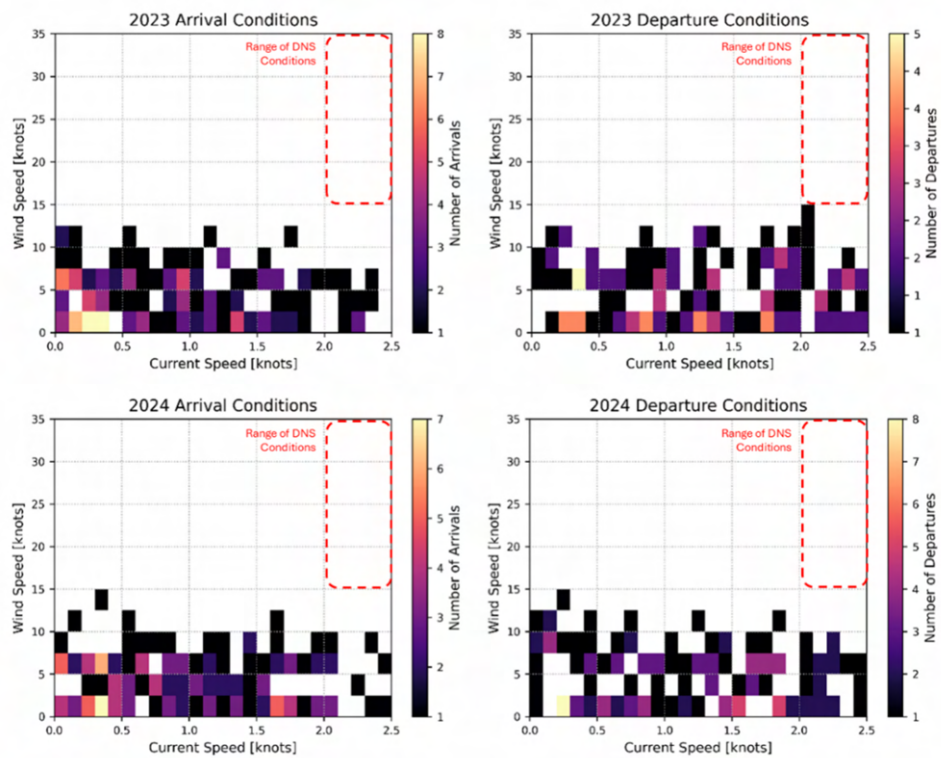 2023 Arrival Conditions
35
30
25
20
15
10
5
0
Wind Speed [knots]
Range of DNS
Conditions
0.0 0.5 1.0 1.5 2.0 2.5
Current Speed [knots]
8
7
6
5
4
3
2
1
Number of Arrivals
2023 Departure Conditions
35
30
25
20
15
10
5
0
Wind Speed [knots]
Range of DNS
Conditions
0.0 0.5 1.0 1.5 2.0 2.5
Current Speed [knots]
5
4
4
3
3
2
2
1
1
Number of Departures
2024 Arrival Conditions
35
30
25
20
15
10
5
0
Wind Speed [knots]
Range of DNS
Conditions
0.0 0.5 1.0 1.5 2.0 2.5
Current Speed [knots]
7
6
5
4
3
2
1
Number of Arrivals
2024 Departure Conditions
35
30
25
20
15
10
5
0
Wind Speed [knots]
Range of DNS
Conditions
0.0 0.5 1.0 1.5 2.0 2.5
Current Speed [knots]
8
7
6
5
4
3
2
1
Number of Departures